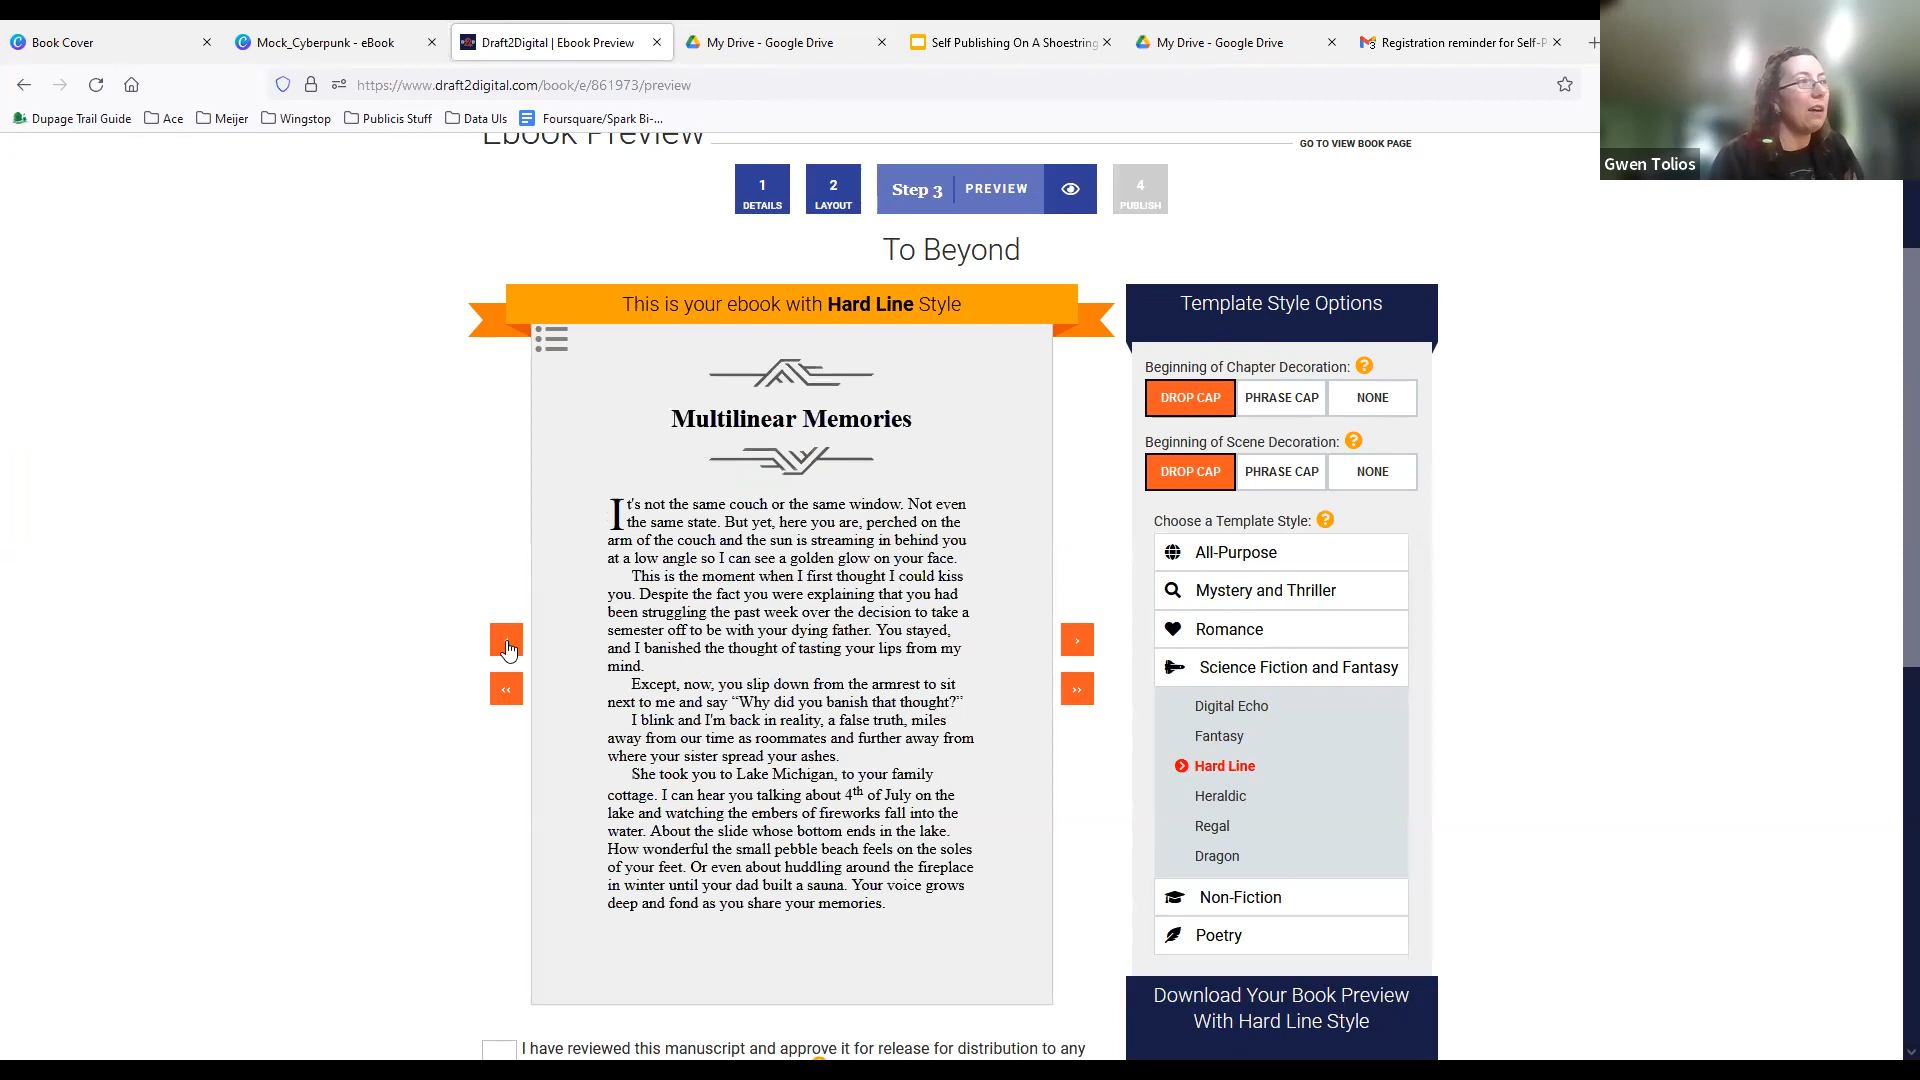 Book Cover
Mock_Cyberpunk - eBook
Draft2Digital | Ebook Preview
My Drive - Google Drive
Self Publishing On A Shoestring
My Drive - Google Drive
Registration reminder for Self-P
https://www.draft2digital.com/book/e/861973/preview
Dupage Trail Guide
Ace
Meijer
Wingstop
Publicis Stuff
Data UIs
Foursquare/Spark Bi-...
Gwen Tolios
Ebook Preview
GO TO VIEW BOOK PAGE
1
DETAILS
2
LAYOUT
Step 3
PREVIEW
4
PUBLISH
To Beyond
This is your ebook with Hard Line Style
Multilinear Memories
It's not the same couch or the same window. Not even
the same state. But yet, here you are, perched on the
arm of the couch and the sun is streaming in behind you
at a low angle so I can see a golden glow on your face.
This is the moment when I first thought I could kiss
you. Despite the fact you were explaining that you had
been struggling the past week over the decision to take a
semester off to be with your dying father. You stayed,
and I banished the thought of tasting your lips from my
mind.
Except, now, you slip down from the armrest to sit
next to me and say “Why did you banish that thought?”
I blink and I'm back in reality, a false truth, miles
away from our time as roommates and further away from
where your sister spread your ashes.
She took you to Lake Michigan, to your family
cottage. I can hear you talking about 4th of July on the
lake and watching the embers of fireworks fall into the
water. About the slide whose bottom ends in the lake.
How wonderful the small pebble beach feels on the soles
of your feet. Or even about huddling around the fireplace
in winter until your dad built a sauna. Your voice grows
deep and fond as you share your memories.
›
‹‹
››
Template Style Options
Beginning of Chapter Decoration: ?
DROP CAP
PHRASE CAP
NONE
Beginning of Scene Decoration: ?
DROP CAP
PHRASE CAP
NONE
Choose a Template Style: ?
All-Purpose
Mystery and Thriller
Romance
Science Fiction and Fantasy
Digital Echo
Fantasy
Hard Line
Heraldic
Regal
Dragon
Non-Fiction
Poetry
Download Your Book Preview
With Hard Line Style
I have reviewed this manuscript and approve it for release for distribution to any